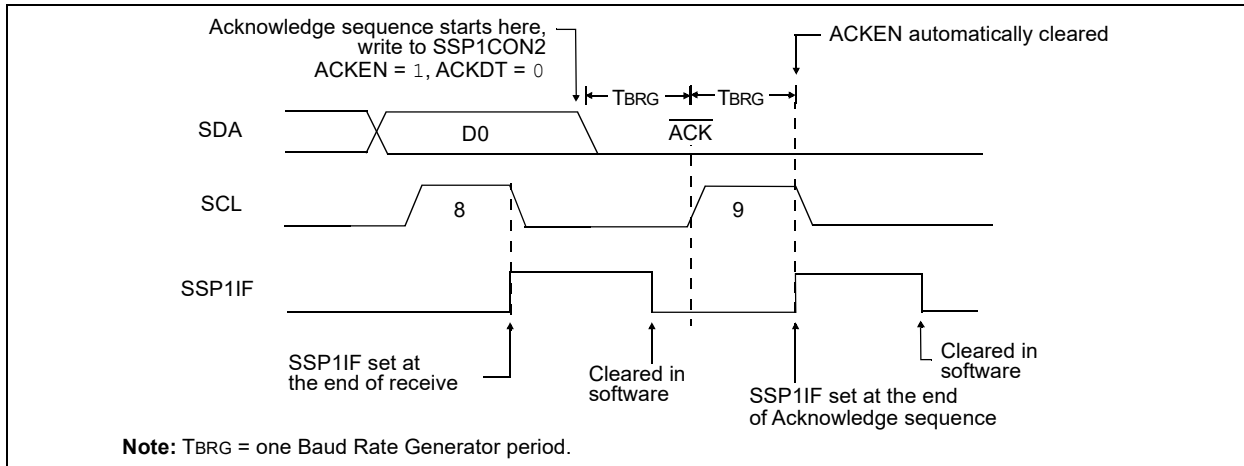 Acknowledge sequence starts here,
write to SSP1CON2
ACKEN = 1, ACKDT = 0
ACKEN automatically cleared
TBRG
TBRG
SDA
D0
ACK
SCL
8
9
SSP1IF
SSP1IF set at
the end of receive
Cleared in
software
SSP1IF set at the end
of Acknowledge sequence
Cleared in
software
Note: TBRG = one Baud Rate Generator period.